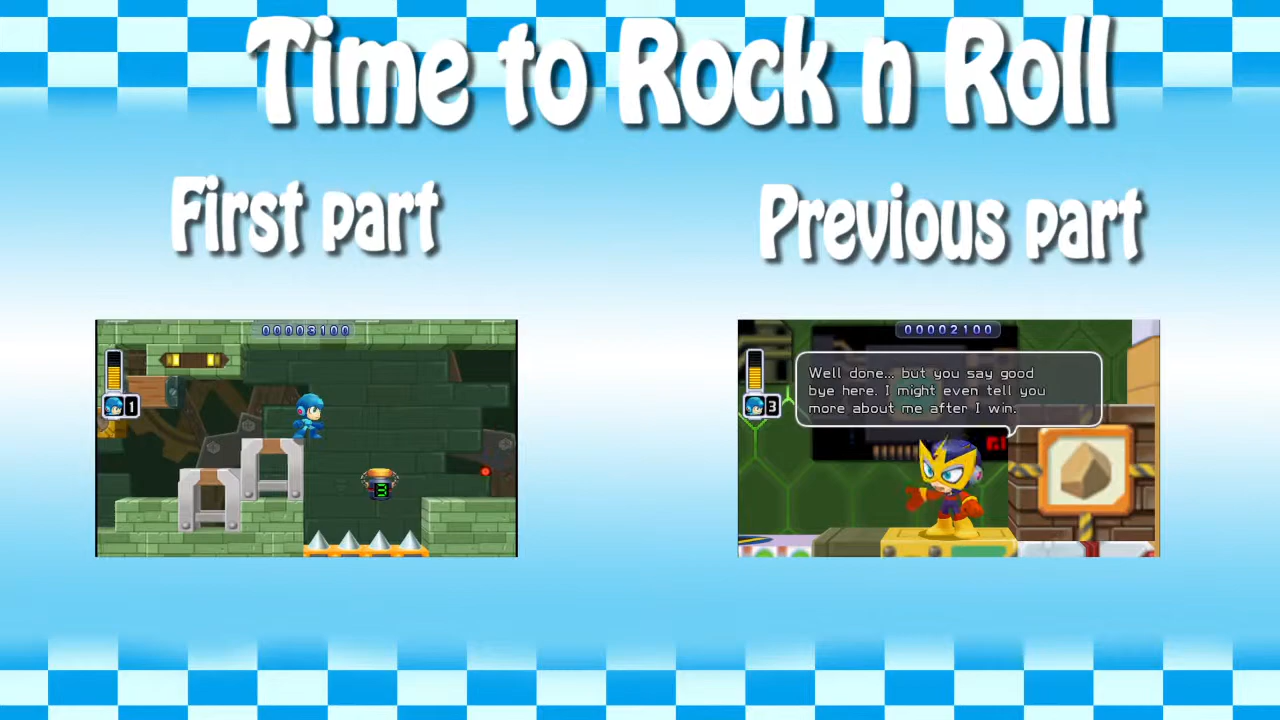 Time to Rock n Roll
First part
Previous part
00003100
1
3
00002100
3
Well done... but you say good
bye here. I might even tell you
more about me after I win.